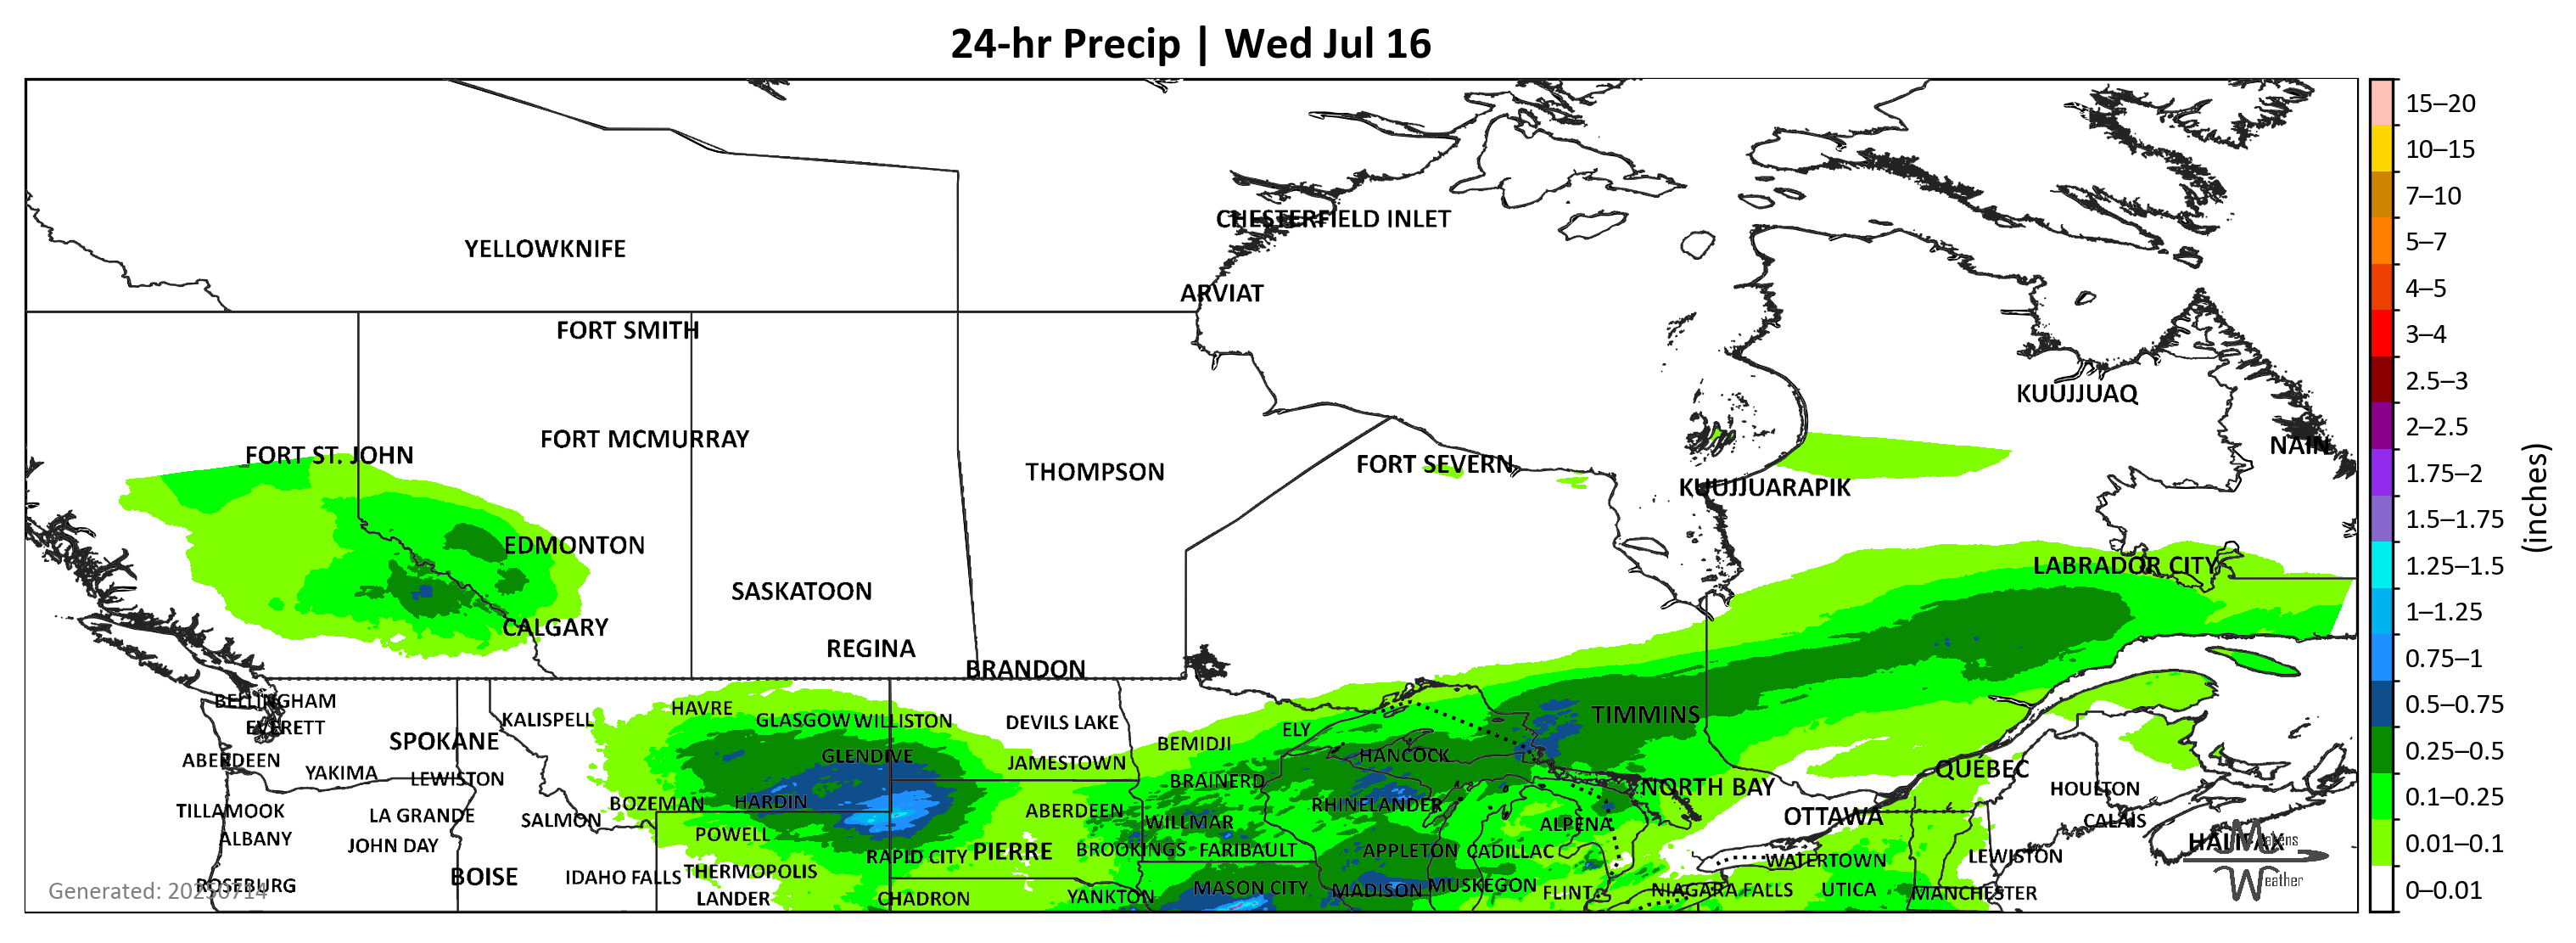 24-hr Precip | Wed Jul 16
15–20
10–15
CHESTERFIELD INLET
7–10
YELLOWKNIFE
5–7
ARVIAT
4–5
FORT SMITH
3–4
2.5–3
KUUJJUAQ
FORT MCMURRAY
2–2.5
NAIN
FORT ST. JOHN
FORT SEVERN
THOMPSON
1.75–2
KUUJJUARAPIK
(inches)
1.5–1.75
EDMONTON
LABRADOR CITY
1.25–1.5
SASKATOON
1–1.25
CALGARY
REGINA
0.75–1
BRANDON
BELLINGHAM
HAVRE
0.5–0.75
KALISPELL
GLASGOW WILLISTON
DEVILS LAKE
TIMMINS
EVERETT
ELY
SPOKANE
BEMIDJI
0.25–0.5
ABERDEEN
GLENDIVE
JAMESTOWN
HANCOCK
QUÉBEC
YAKIMA
LEWISTON
BRAINERD
NORTH BAY
HOULTON
0.1–0.25
BOZEMAN
HARDIN
RHINELANDER
TILLAMOOK
LA GRANDE
SALMON
ABERDEEN
WILLMAR
ALPENA
OTTAWA
CALAIS
ALBANY
POWELL
JOHN DAY
HALIFAX
0.01–0.1
RAPID CITY
PIERRE
BROOKINGS
FARIBAULT
APPLETON
CADILLAC
WATERTOWN
LEWISTON
BOISE
IDAHO FALLS
THERMOPOLIS
ROSEBURG
Generated: 20250714
LANDER
CHADRON
YANKTON
MASON CITY
MADISON
MUSKEGON
FLINT
NIAGARA FALLS
UTICA
MANCHESTER
Weather
0–0.01